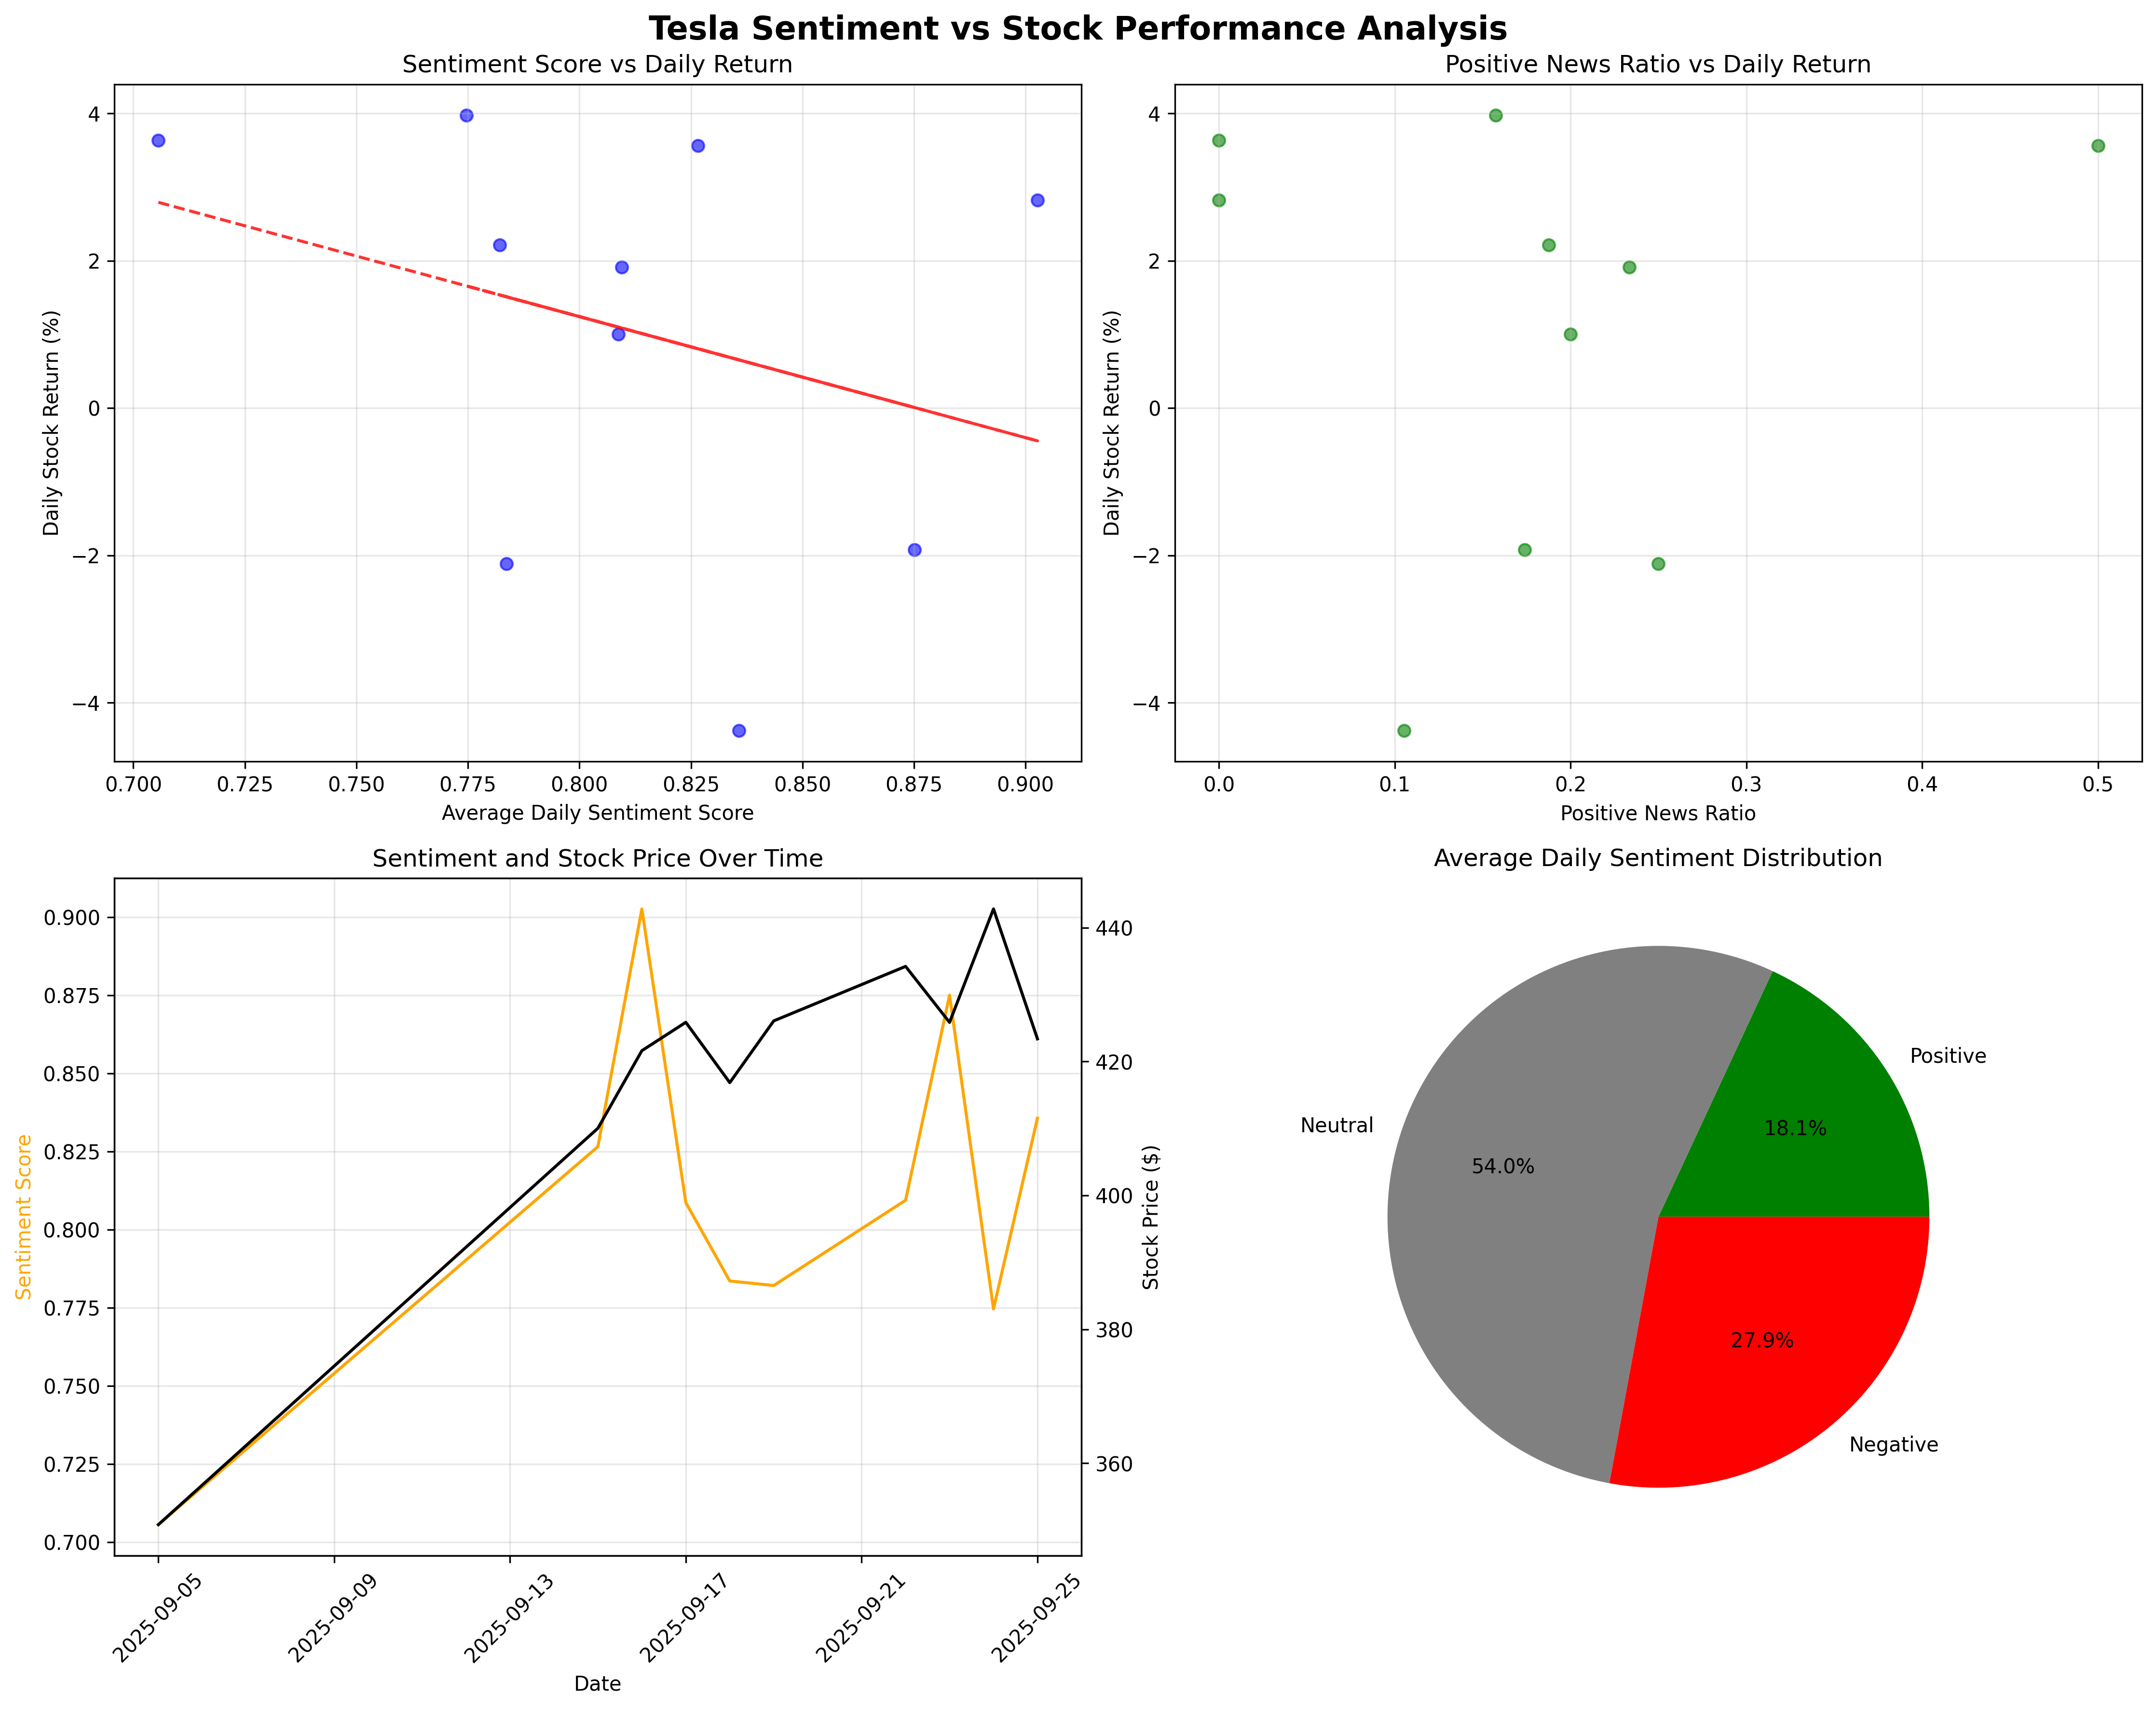 Tesla Sentiment vs Stock Performance Analysis
Sentiment Score vs Daily Return
4
2
0
−2
−4
Daily Stock Return (%)
0.700 0.725 0.750 0.775 0.800 0.825 0.850 0.875 0.900
Average Daily Sentiment Score
Positive News Ratio vs Daily Return
4
2
0
−2
−4
Daily Stock Return (%)
0.0 0.1 0.2 0.3 0.4 0.5
Positive News Ratio
Sentiment and Stock Price Over Time
0.900
0.875
0.850
0.825
0.800
0.775
0.750
0.725
0.700
Sentiment Score
440
420
400
380
360
Stock Price ($)
2025-09-05 2025-09-09 2025-09-13 2025-09-17 2025-09-21 2025-09-25
Date
Average Daily Sentiment Distribution
Positive
18.1%
Neutral
54.0%
27.9%
Negative